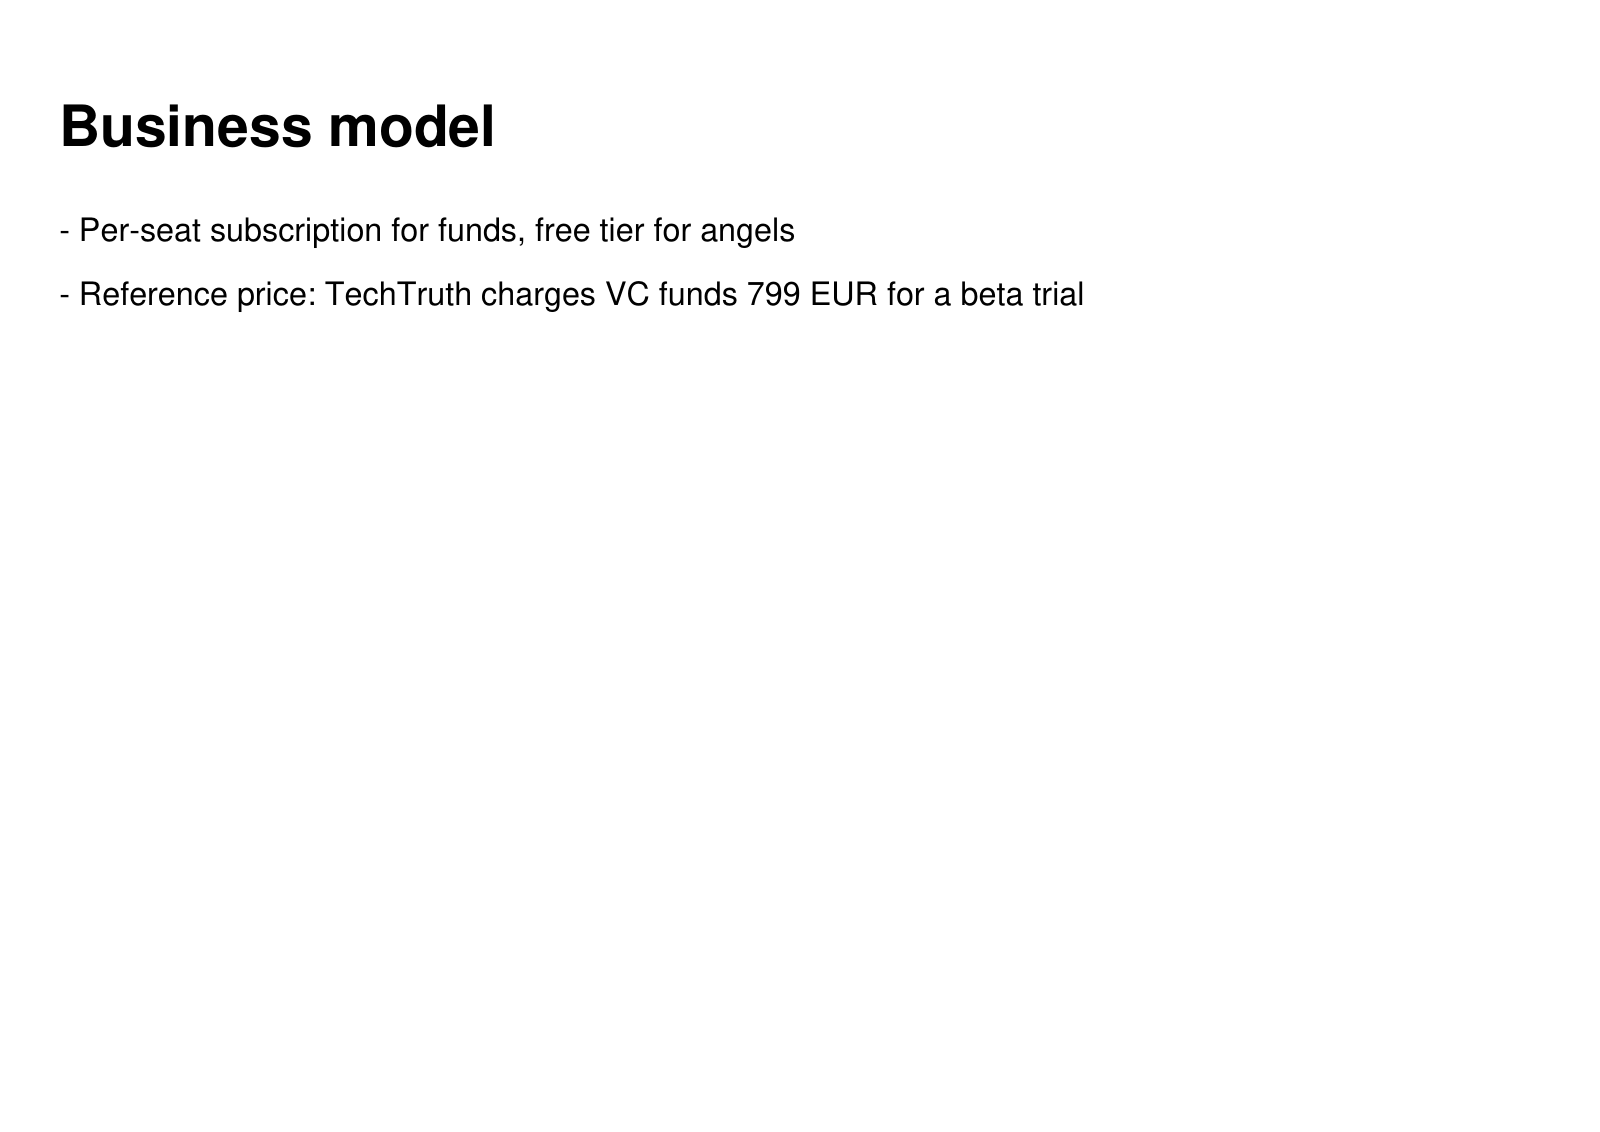 Business model
- Per-seat subscription for funds, free tier for angels
- Reference price: TechTruth charges VC funds 799 EUR for a beta trial